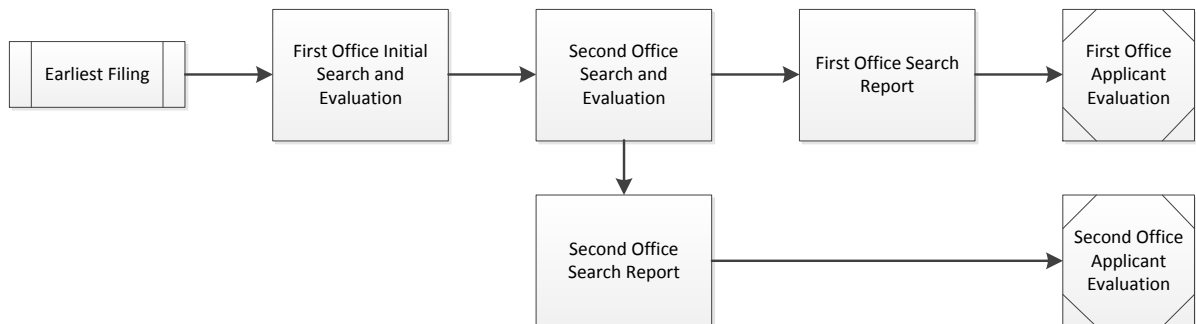 Earliest Filing
First Office Initial
Search and
Evaluation
Second Office
Search and
Evaluation
First Office Search
Report
First Office
Applicant
Evaluation
Second Office
Search Report
Second Office
Applicant
Evaluation